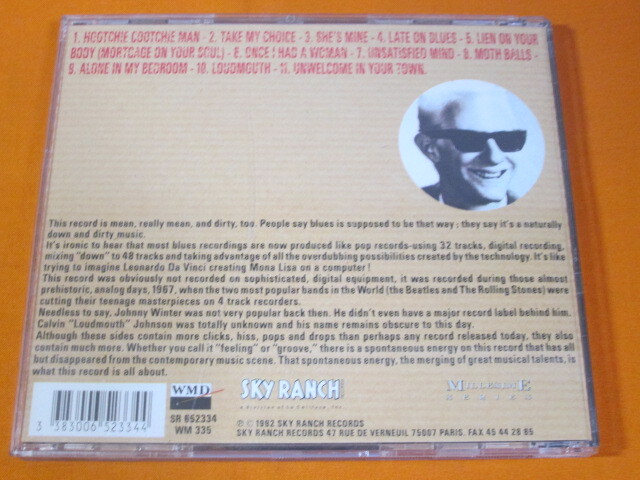 1. HOOTCHIE COOTCHIE MAN - 2. TAKE MY CHOICE - 3. SHE'S MINE - 4. LATE ON BLUES - 5. LIEN ON YOUR
BODY (MORTGAGE ON YOUR SOUL) - 6. ONCE I HAD A WOMAN - 7. UNSATISFIED MIND - 8. MOTH BALLS -
9. ALONE IN MY BEDROOM - 10. LOUDMOUTH - 11. UNWELCOME IN YOUR TOWN.
This record is mean, really mean, and dirty, too. People say blues is supposed to be that way ; they say it's a naturally
down and dirty music.
It's ironic to hear that most blues recordings are now produced like pop records-using 32 tracks, digital recording,
mixing "down" to 48 tracks and taking advantage of all the overdubbing possibilities created by the technology. It's like
trying to imagine Leonardo Da Vinci creating Mona Lisa on a computer !
This record was obviously not recorded on sophisticated, digital equipment, it was recorded during those almost
prehistoric, analog days, 1967, when the two most popular bands in the World (the Beatles and The Rolling Stones) were
cutting their teenage masterpieces on 4 track recorders.
Needless to say, Johnny Winter was not very popular back then. He didn't even have a major record label behind him.
Calvin "Loudmouth" Johnson was totally unknown and his name remains obscure to this day.
Although these sides contain more clicks, hiss, pops and drops than perhaps any record released today, they also
contain much more. Whether you call it "feeling" or "groove," there is a spontaneous energy on this record that has all
but disappeared from the contemporary music scene. That spontaneous energy, the merging of great musical talents, is
what this record is all about.
3 383006 523344
WMD
SR 652334
WM 335
SKY RANCH
℗ © 1992 SKY RANCH RECORDS
SKY RANCH RECORDS 47 RUE DE VERNEUIL 75007 PARIS. FAX 45 44 28 85
MILLESIME
SERIES